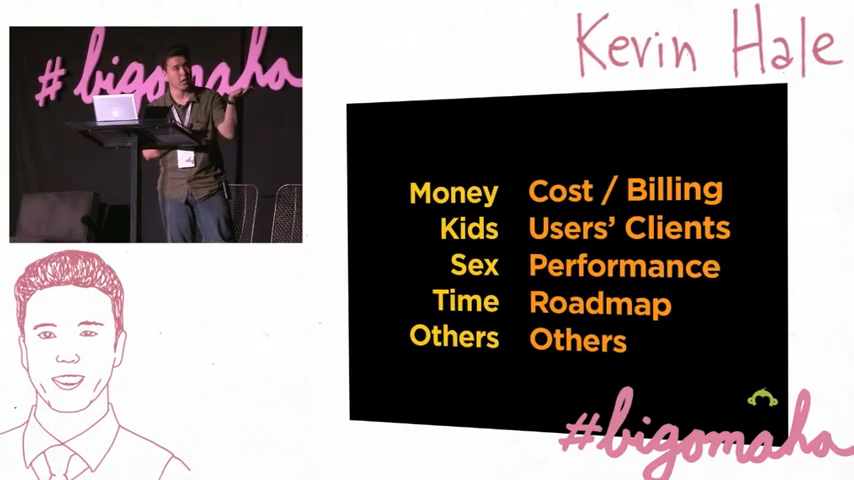 Kevin Hale
#bigomaha
Money Cost / Billing
Kids Users' Clients
Sex Performance
Time Roadmap
Others Others
#bigomaha